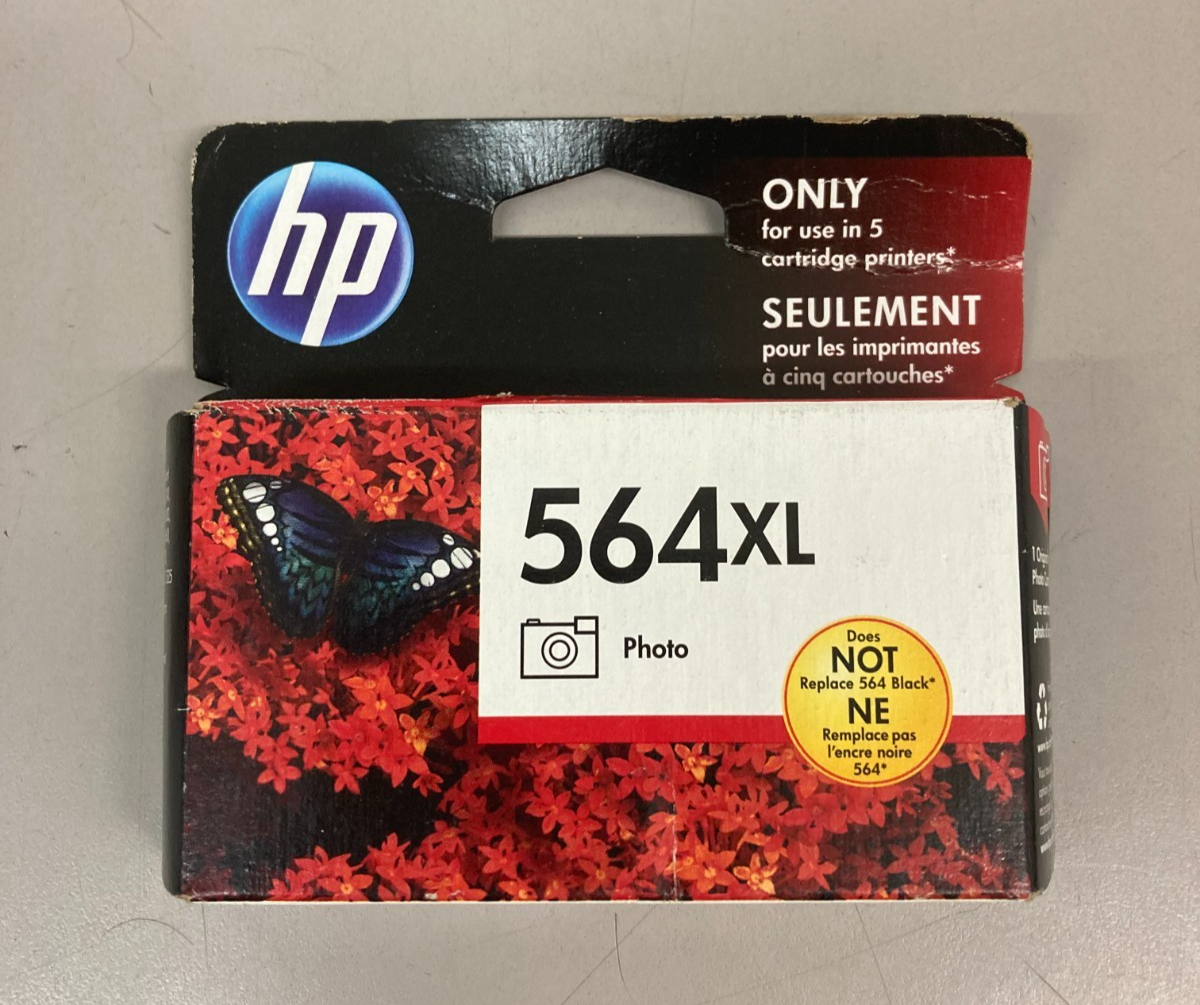 hp
ONLY
for use in 5
cartridge printers*
SEULEMENT
pour les imprimantes
à cinq cartouches*
564XL
Photo
Does
NOT
Replace 564 Black*
NE
Remplace pas
l'encre noire
564*